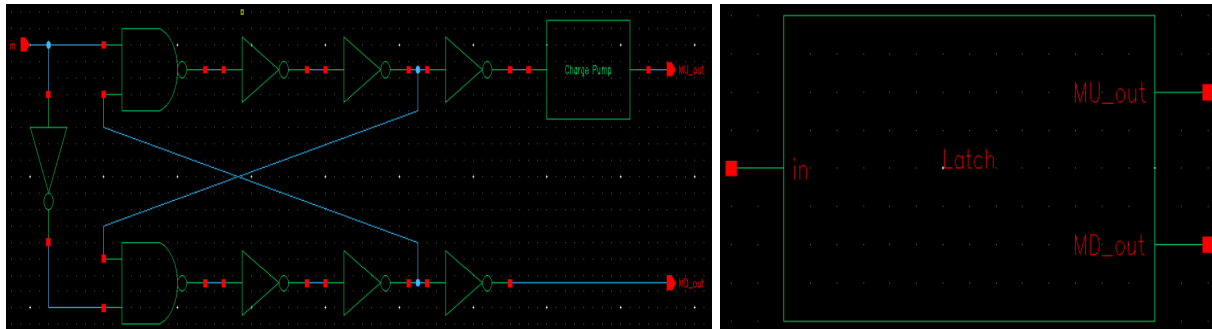 in
Charge Pump
MU_out
MD_out
MU_out
in
Latch
MD_out